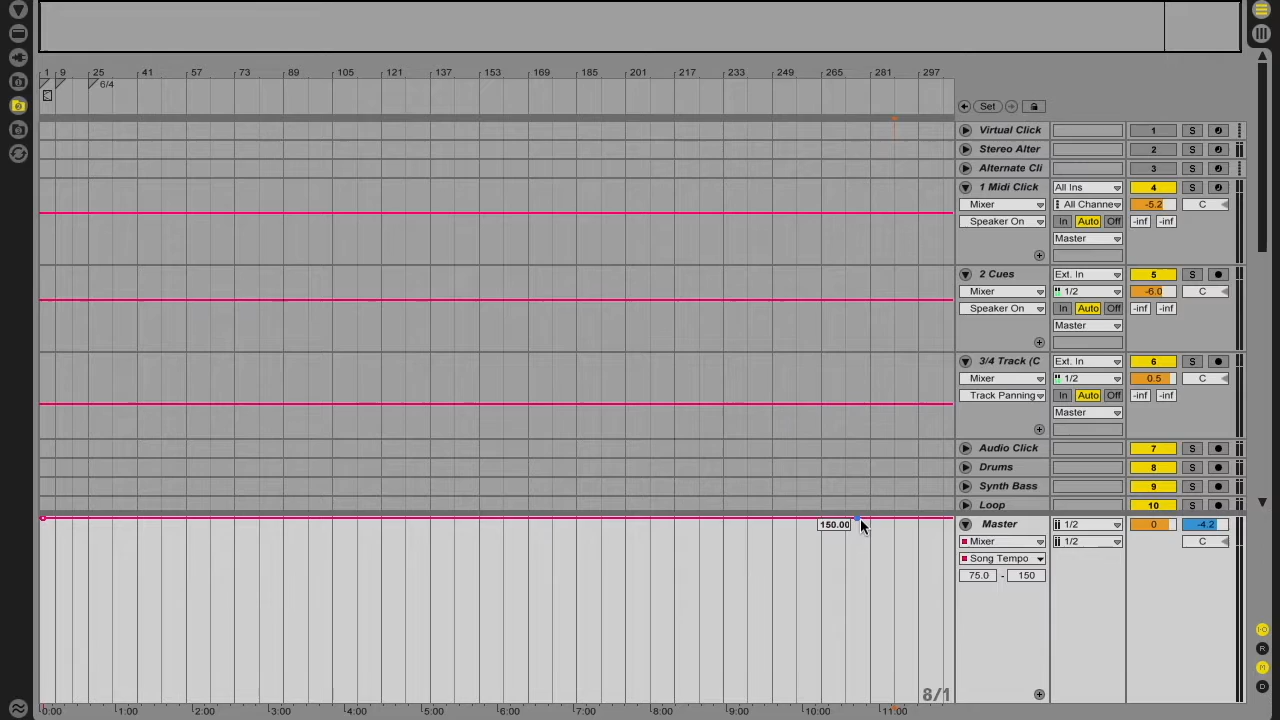 1 9 25 41 57 73 89 105 121 137 153 169 185 201 217 233 249 265 281 297
6/4
Set
Virtual Click 1 S
Stereo Alter 2 S
Alternate Cli 3 S
1 Midi Click All Ins 4 S
Mixer All Channe -5.2 C
Speaker On In Auto Off -inf -inf
Master
2 Cues Ext. In 5 S
Mixer 1/2 -6.0 C
Speaker On In Auto Off -inf -inf
Master
3/4 Track (C Ext. In 6 S
Mixer 1/2 0.5 C
Track Panning In Auto Off -inf -inf
Master
Audio Click 7 S
Drums 8 S
Synth Bass 9 S
Loop 10 S
150.00 Master 1/2 0 -4.2
Mixer 1/2 C
Song Tempo
75.0 - 150
I-O
R
M
D
8/1
0:00 1:00 2:00 3:00 4:00 5:00 6:00 7:00 8:00 9:00 10:00 11:00